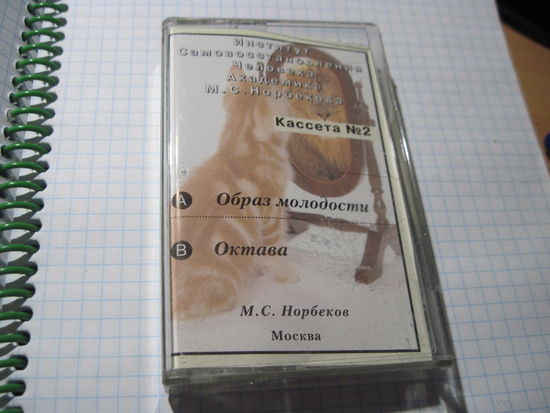 Институт
Самовосстановления
Человека
Академика
М.С.Норбекова
Кассета №2
A Образ молодости
B Октава
М.С. Норбеков
Москва